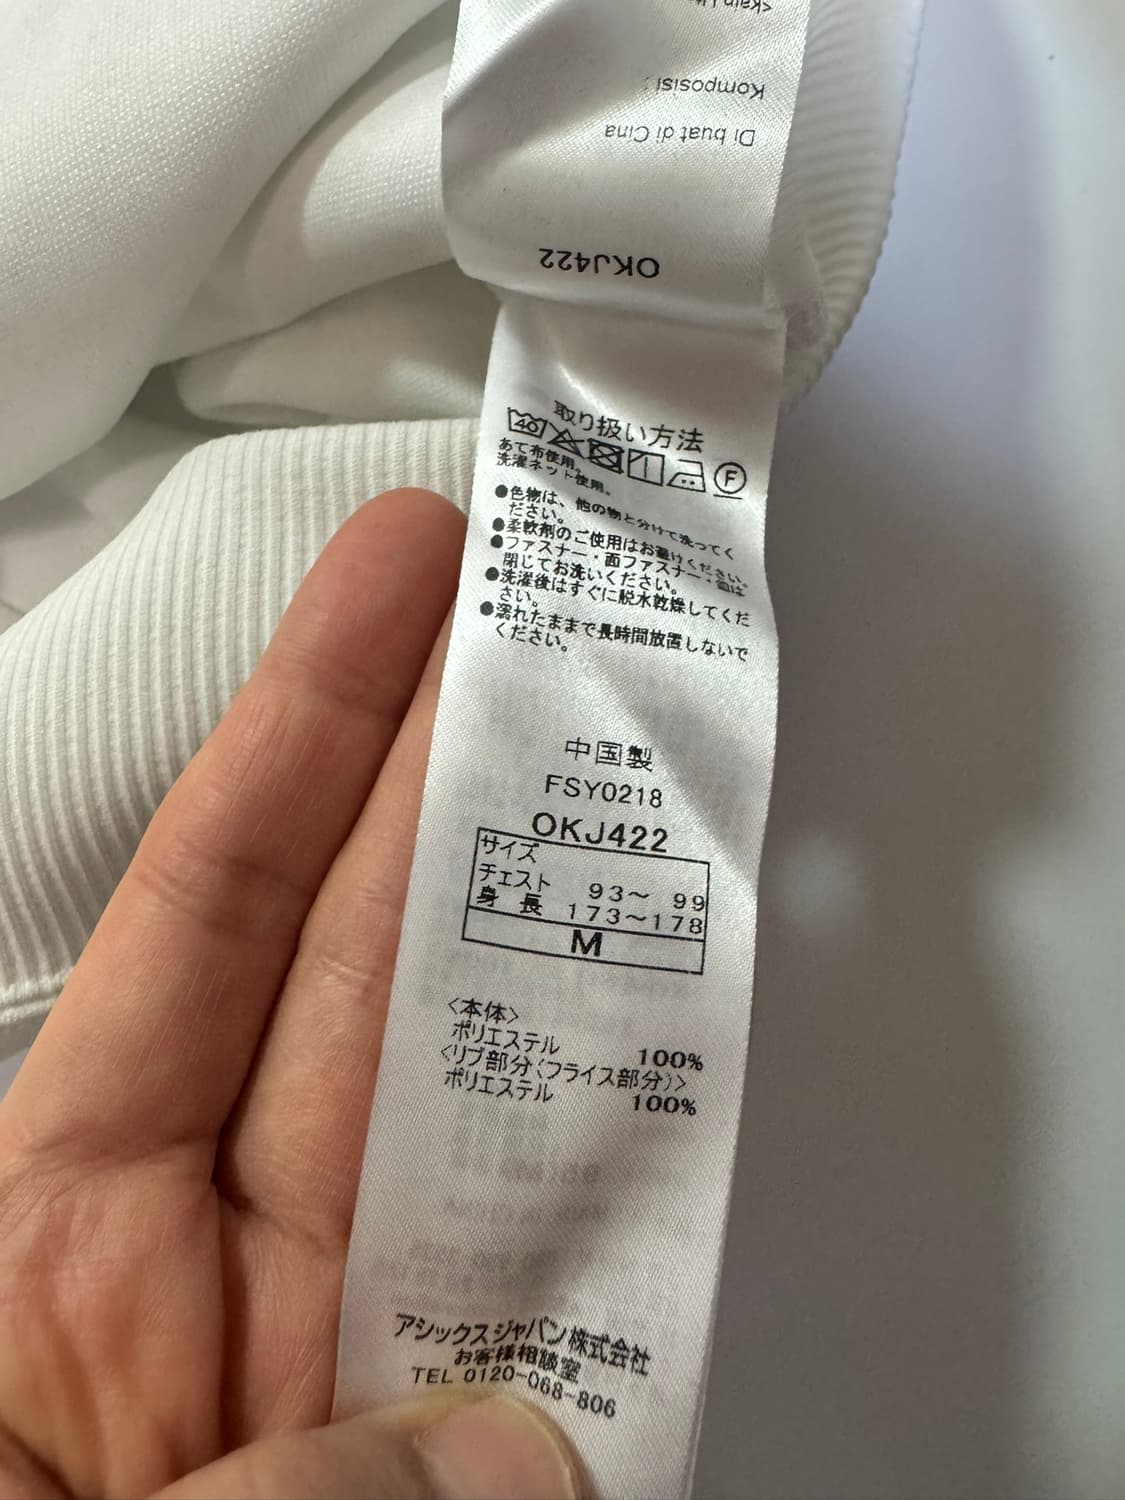 Komposisi :
Di buat di Cina
OKJ422
取り扱い方法
40 F
あて布使用。
洗濯ネット使用。
●色物は、他の物と分けて洗ってく
ださい。
●柔軟剤のご使用はお避けください。
●ファスナー・面ファスナー・釦は
閉じてお洗いください。
●洗濯後はすぐに脱水乾燥してくだ
さい。
●濡れたままで長時間放置しないで
ください。
中国製
FSY0218
OKJ422
サイズ
チェスト 93～ 99
身長 173～178
M
<本体>
ポリエステル 100%
<リブ部分(フライス部分)>
ポリエステル 100%
アシックスジャパン株式会社
お客様相談室
TEL 0120-068-806